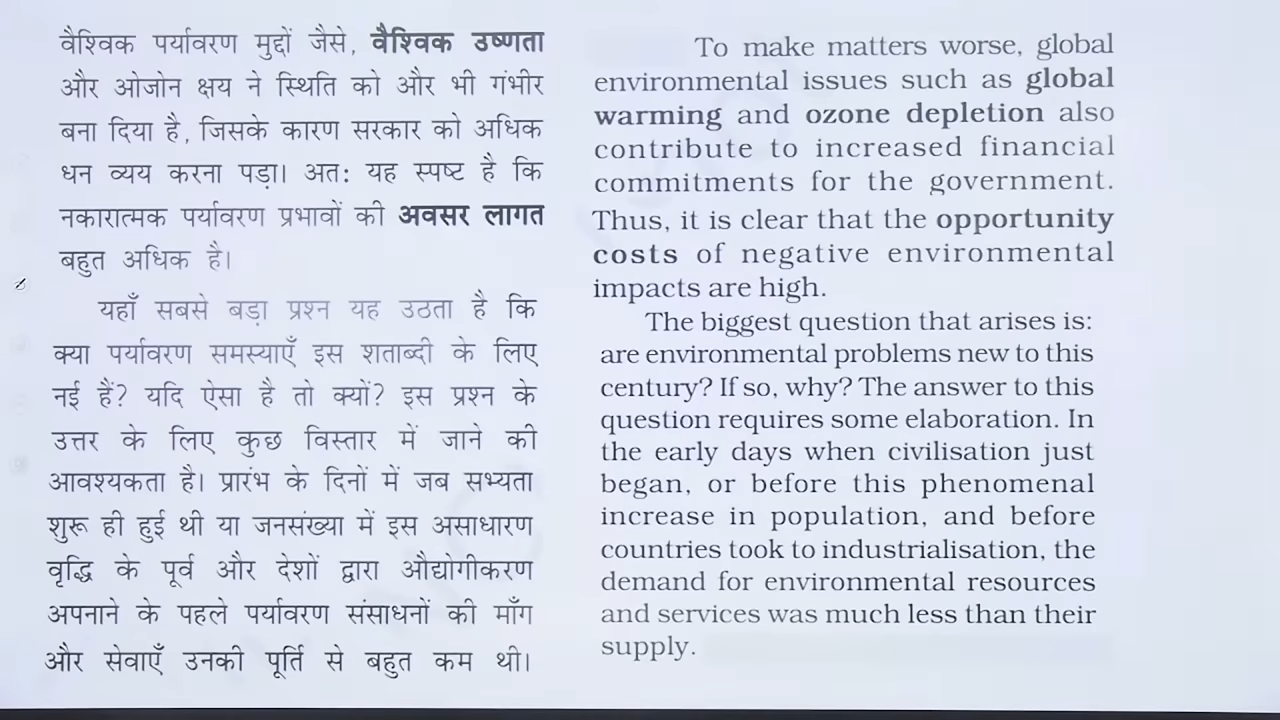 वैश्विक पर्यावरण मुद्दों जैसे, वैश्विक उष्णता
और ओजोन क्षय ने स्थिति को और भी गंभीर
बना दिया है, जिसके कारण सरकार को अधिक
धन व्यय करना पड़ा। अतः यह स्पष्ट है कि
नकारात्मक पर्यावरण प्रभावों की अवसर लागत
बहुत अधिक है।
यहाँ सबसे बड़ा प्रश्न यह उठता है कि
क्या पर्यावरण समस्याएँ इस शताब्दी के लिए
नई हैं? यदि ऐसा है तो क्यों? इस प्रश्न के
उत्तर के लिए कुछ विस्तार में जाने की
आवश्यकता है। प्रारंभ के दिनों में जब सभ्यता
शुरू ही हुई थी या जनसंख्या में इस असाधारण
वृद्धि के पूर्व और देशों द्वारा औद्योगीकरण
अपनाने के पहले पर्यावरण संसाधनों की माँग
और सेवाएँ उनकी पूर्ति से बहुत कम थी।
To make matters worse, global
environmental issues such as global
warming and ozone depletion also
contribute to increased financial
commitments for the government.
Thus, it is clear that the opportunity
costs of negative environmental
impacts are high.
The biggest question that arises is:
are environmental problems new to this
century? If so, why? The answer to this
question requires some elaboration. In
the early days when civilisation just
began, or before this phenomenal
increase in population, and before
countries took to industrialisation, the
demand for environmental resources
and services was much less than their
supply.